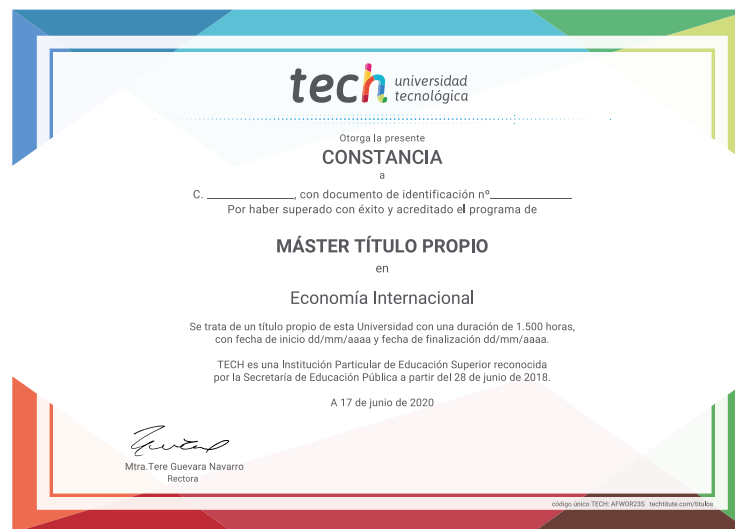 tech universidad
tecnológica
Otorga la presente
CONSTANCIA
a
C. ________________, con documento de identificación nº______________
Por haber superado con éxito y acreditado el programa de
MÁSTER TÍTULO PROPIO
en
Economía Internacional
Se trata de un título propio de esta Universidad con una duración de 1.500 horas,
con fecha de inicio dd/mm/aaaa y fecha de finalización dd/mm/aaaa.
TECH es una Institución Particular de Educación Superior reconocida
por la Secretaría de Educación Pública a partir del 28 de junio de 2018.
A 17 de junio de 2020
Mtra.Tere Guevara Navarro
Rectora
código único TECH: AFWOR23S techtitute.com/titulos